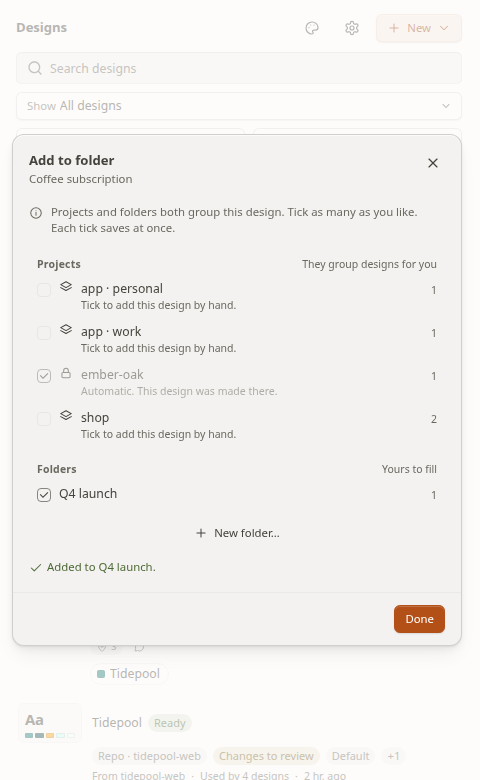 Designs
New
Search designs
Show All designs
Add to folder
Coffee subscription
Projects and folders both group this design. Tick as many as you like.
Each tick saves at once.
Projects They group designs for you
app · personal 1
Tick to add this design by hand.
app · work 1
Tick to add this design by hand.
ember-oak 1
Automatic. This design was made there.
shop 2
Tick to add this design by hand.
Folders Yours to fill
Q4 launch 1
New folder...
Added to Q4 launch.
Done
Tidepool
Aa
Tidepool Ready
Repo · tidepool-web Changes to review Default +1
From tidepool-web · Used by 4 designs · 2 hr. ago